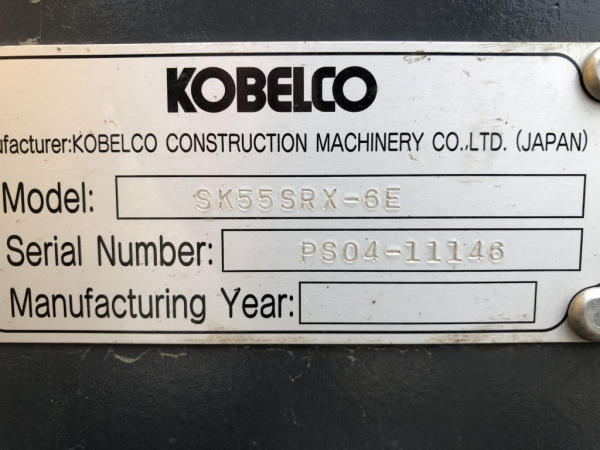 KOBELCO
ufacturer:KOBELCO CONSTRUCTION MACHINERY CO.,LTD. (JAPAN)
Model: SK55SRX-6E
Serial Number: PS04-11146
Manufacturing Year: